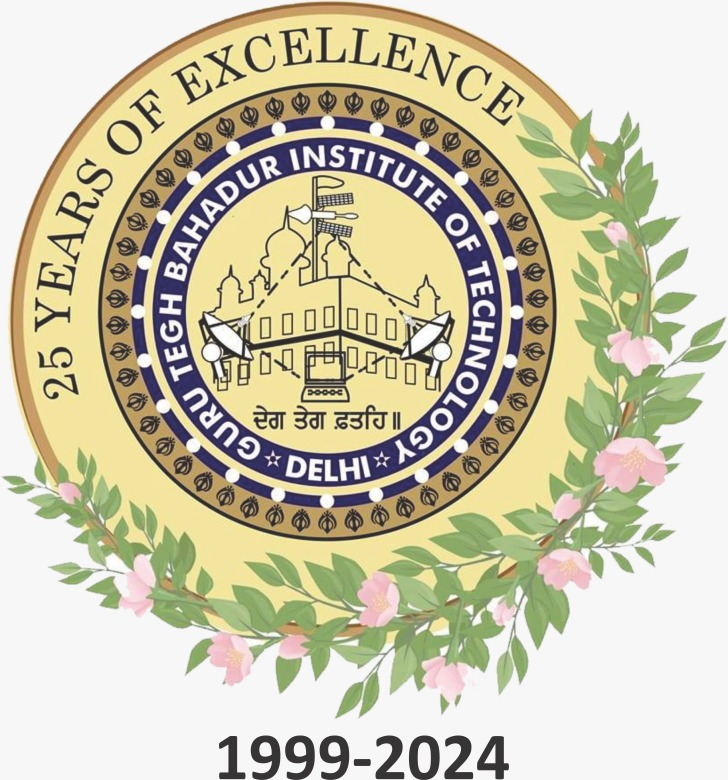 25 YEARS OF EXCELLENCE
GURU TEGH BAHADUR INSTITUTE OF TECHNOLOGY
ਦੇਗ ਤੇਗ ਫ਼ਤਹਿ॥
DELHI
1999-2024